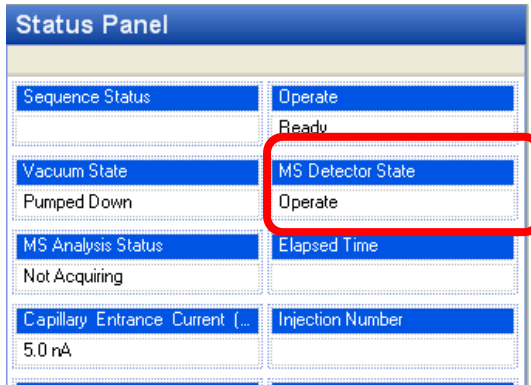 Status Panel
Sequence Status
Operate
Ready
Vacuum State
MS Detector State
Pumped Down
Operate
MS Analysis Status
Elapsed Time
Not Acquiring
Capillary Entrance Current (...
Injection Number
5.0 nA